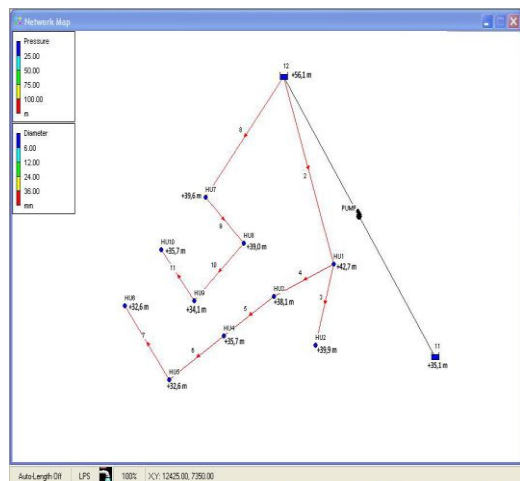 Network Map
Pressure
25.00
50.00
75.00
100.00
m
Diameter
6.00
12.00
24.00
36.00
mm
12
+56,1 m
8
2
HU7
+39,6 m
PUMP
9
HU8
+39,0 m
HU10
+35,7 m
10
HU1
+42,7 m
11
4
HU9
+34,1 m
HU3
+38,1 m
3
HU6
+32,6 m
5
HU4
+35,7 m
7
HU2
+39,9 m
11
+35,1 m
6
HU5
+32,6 m
Auto-Length Off LPS 100% X,Y: 12425.00, 7350.00